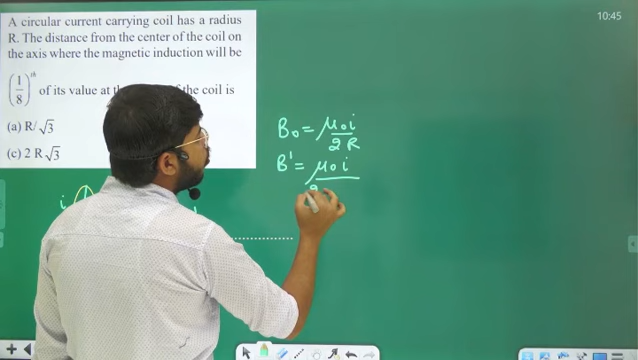 A circular current carrying coil has a radius
R. The distance from the center of the coil on
the axis where the magnetic induction will be
(1/8)^th of its value at the of the coil is
(a) R/√3
(c) 2 R√3
B₀ = μ₀i / 2R
B' = μ₀i / 2
i
10:45